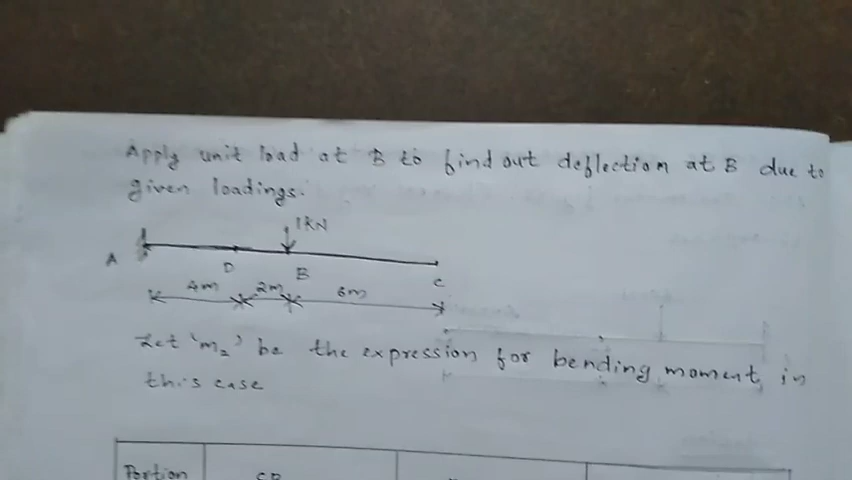 Apply unit load at B to find out deflection at B due to
given loadings.
1KN
A D B C
4m 2m 6m
Let 'm₂' be the expression for bending moment in
this case
Portion